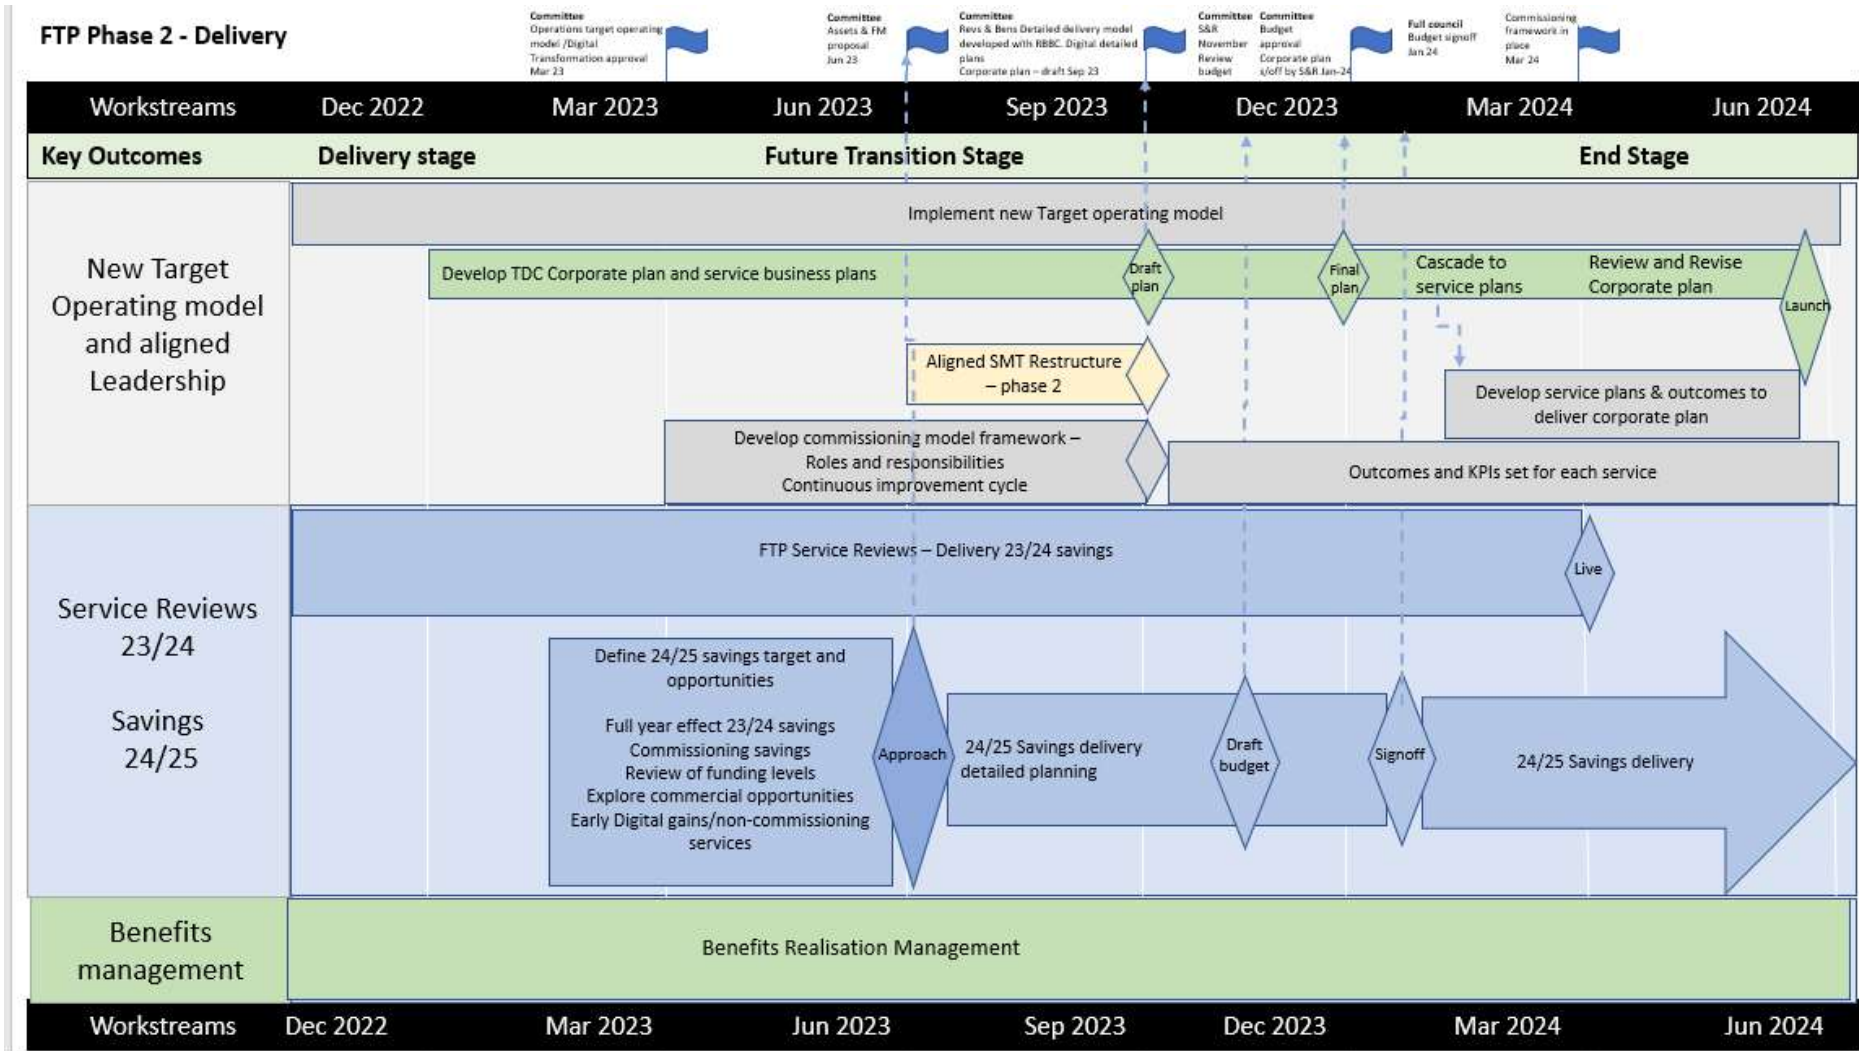 FTP Phase 2 - Delivery
Committee
Operations target operating
model /Digital
Transformation approval
Mar 23
Committee
Assets & FM
proposal
Jun 23
Committee
Revs & Bens Detailed delivery model
developed with RBBC. Digital detailed
plans
Corporate plan – draft Sep 23
Committee
S&R
November
Review
budget
Committee
Budget
approval
Corporate plan
s/off by S&R Jan-24
Full council
Budget signoff
Jan 24
Commissioning
framework in
place
Mar 24
Workstreams
Dec 2022
Mar 2023
Jun 2023
Sep 2023
Dec 2023
Mar 2024
Jun 2024
Key Outcomes
Delivery stage
Future Transition Stage
End Stage
New Target
Operating model
and aligned
Leadership
Implement new Target operating model
Develop TDC Corporate plan and service business plans
Draft
plan
Final
plan
Cascade to
service plans
Review and Revise
Corporate plan
Launch
Aligned SMT Restructure
– phase 2
Develop service plans & outcomes to
deliver corporate plan
Develop commissioning model framework –
Roles and responsibilities
Continuous improvement cycle
Outcomes and KPIs set for each service
Service Reviews
23/24
Savings
24/25
FTP Service Reviews – Delivery 23/24 savings
Live
Define 24/25 savings target and
opportunities
Full year effect 23/24 savings
Commissioning savings
Review of funding levels
Explore commercial opportunities
Early Digital gains/non-commissioning
services
Approach
24/25 Savings delivery
detailed planning
Draft
budget
Signoff
24/25 Savings delivery
Benefits
management
Benefits Realisation Management
Workstreams
Dec 2022
Mar 2023
Jun 2023
Sep 2023
Dec 2023
Mar 2024
Jun 2024